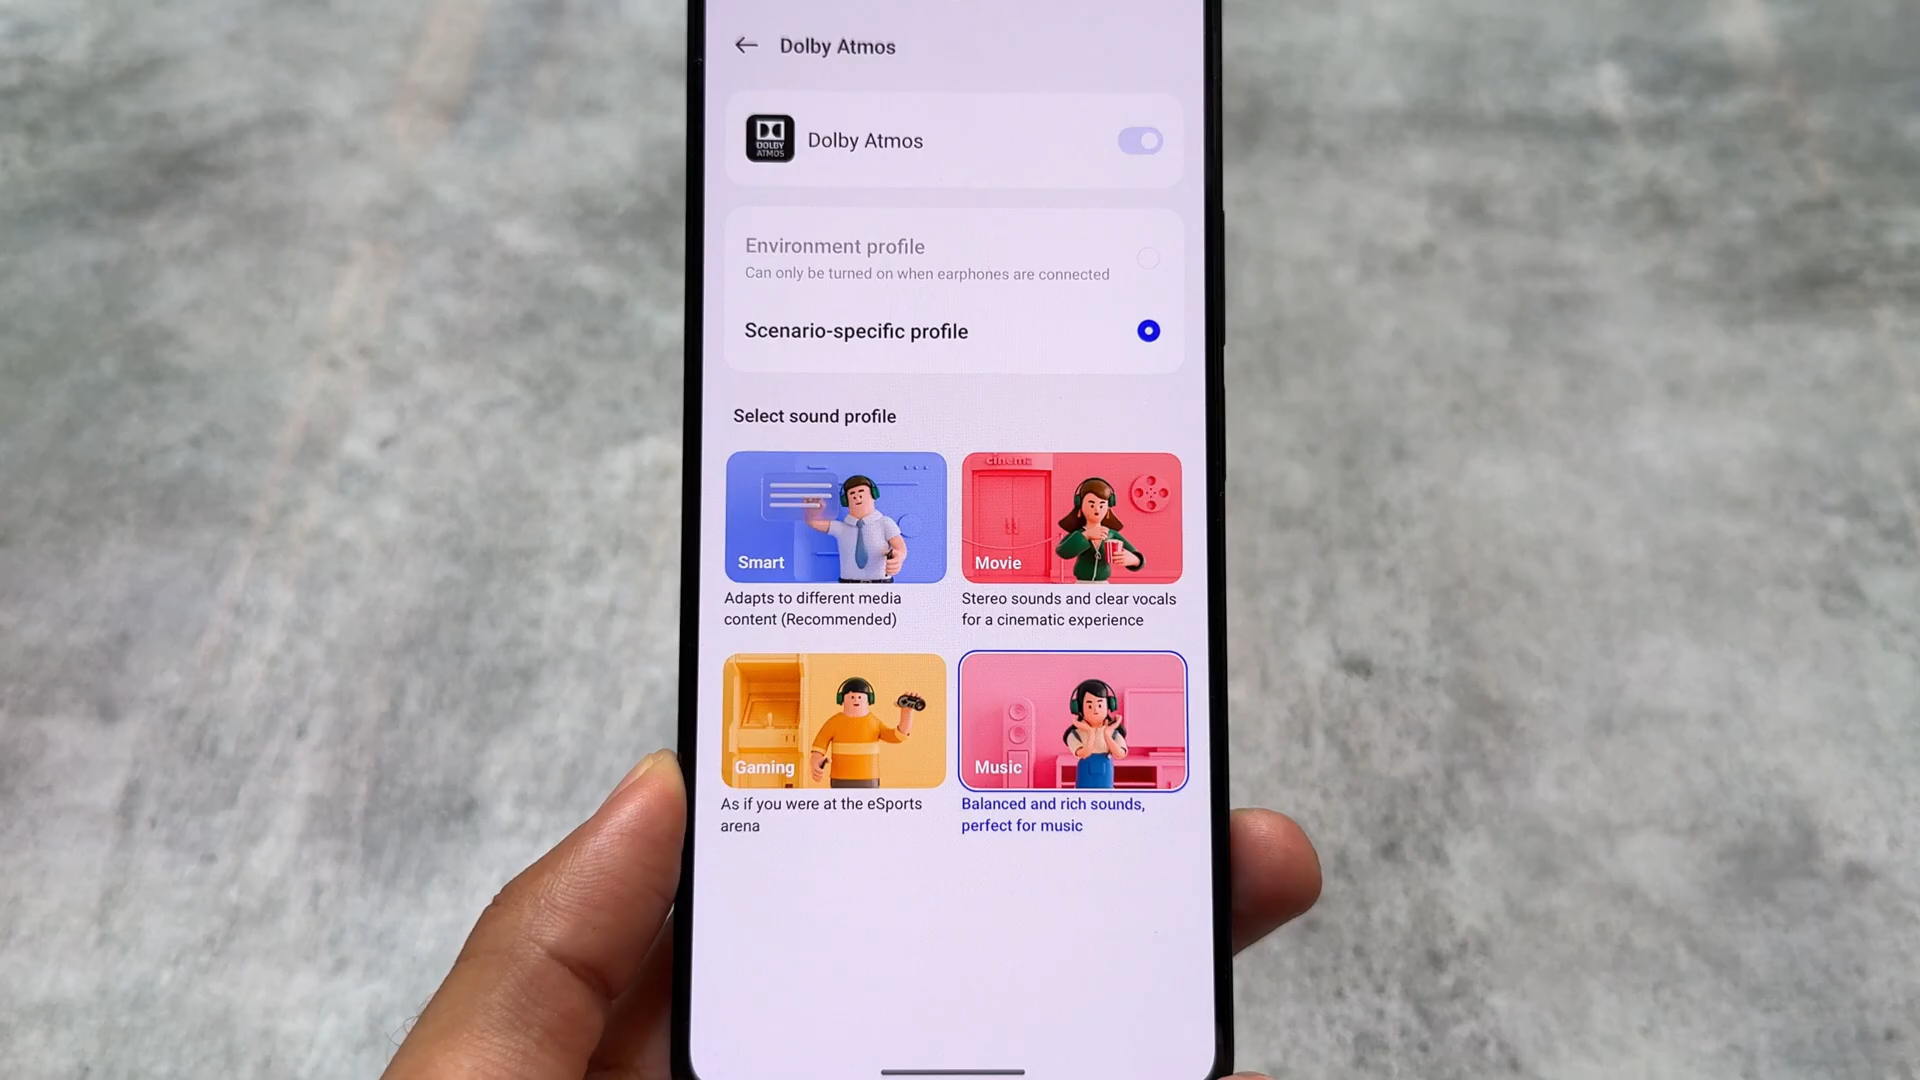 Dolby Atmos
DOLBY
ATMOS
Dolby Atmos
Environment profile
Can only be turned on when earphones are connected
Scenario-specific profile
Select sound profile
Smart
Adapts to different media
content (Recommended)
cinema
Movie
Stereo sounds and clear vocals
for a cinematic experience
Gaming
As if you were at the eSports
arena
Music
Balanced and rich sounds,
perfect for music